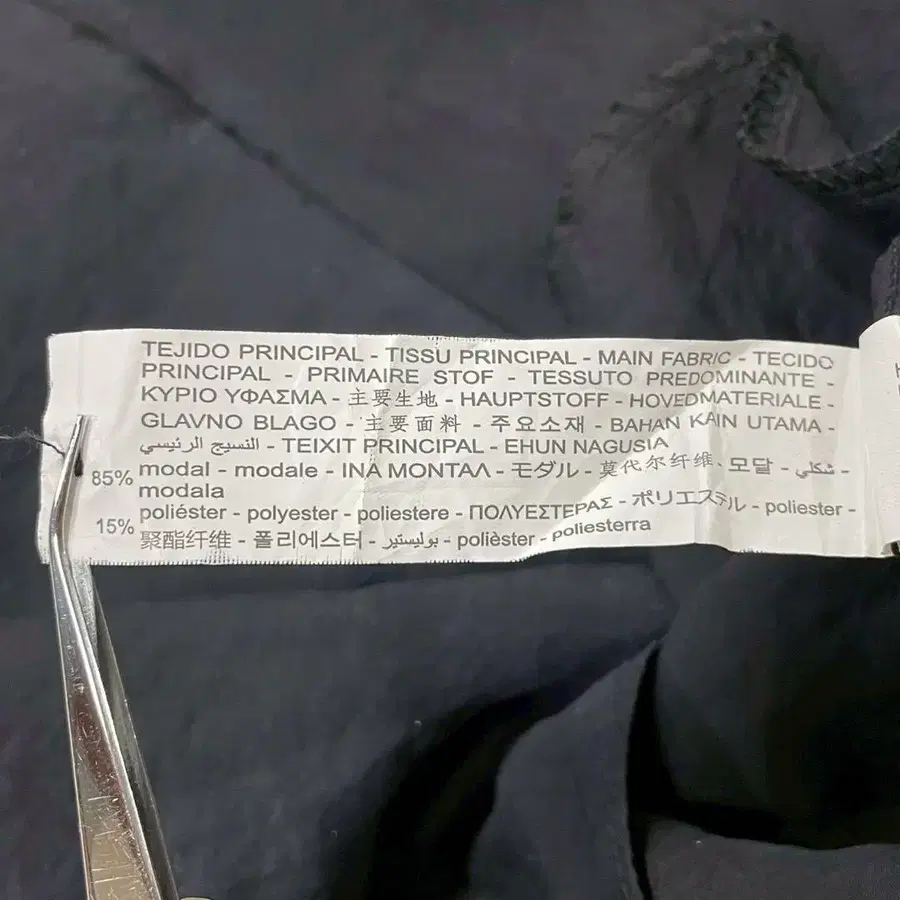 TEJIDO PRINCIPAL - TISSU PRINCIPAL - MAIN FABRIC - TECIDO
PRINCIPAL - PRIMAIRE STOF - TESSUTO PREDOMINANTE -
ΚΥΡΙΟ ΥΦΑΣΜΑ - 主要生地 - HAUPTSTOFF - HOVEDMATERIALE -
GLAVNO BLAGO - 主要面料 - 주요소재 - BAHAN KAIN UTAMA -
النسيج الرئيسي - TEIXIT PRINCIPAL - EHUN NAGUSIA
85% modal - modale - ΙΝΑ ΜΟΝΤΑΛ - モダル - 莫代尔纤维、모달 - شكلي -
modala
15% poliéster - polyester - poliestere - ΠΟΛΥΕΣΤΕΡΑΣ - ポリエステル - poliester -
聚酯纤维 - 폴리에스터 - بوليستير - polièster - poliesterra